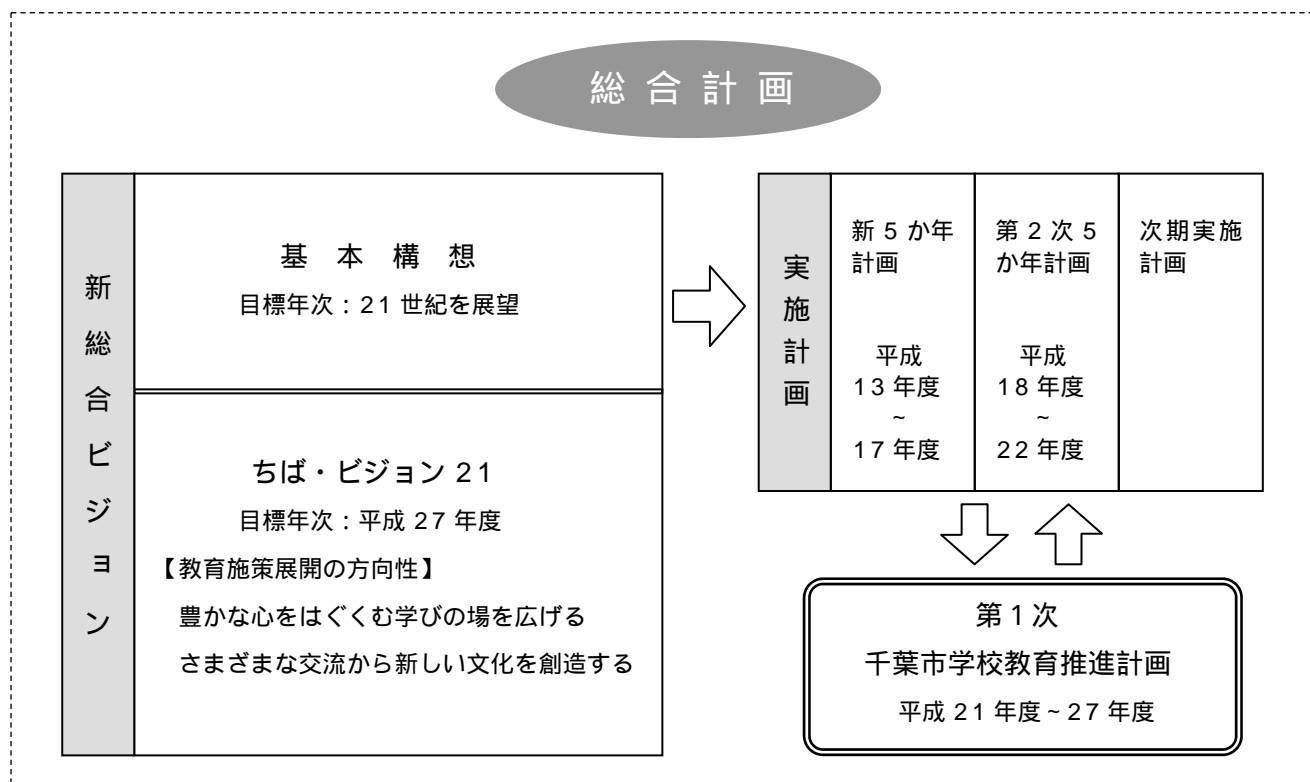 総合計画
新総合ビジョン
基本構想
目標年次：21世紀を展望
ちば・ビジョン21
目標年次：平成27年度
【教育施策展開の方向性】
豊かな心をはぐくむ学びの場を広げる
さまざまな交流から新しい文化を創造する
実施計画
新5か年
計画
平成
13年度
~
17年度
第2次5
か年計画
平成
18年度
~
22年度
次期実施
計画
第1次
千葉市学校教育推進計画
平成21年度~27年度